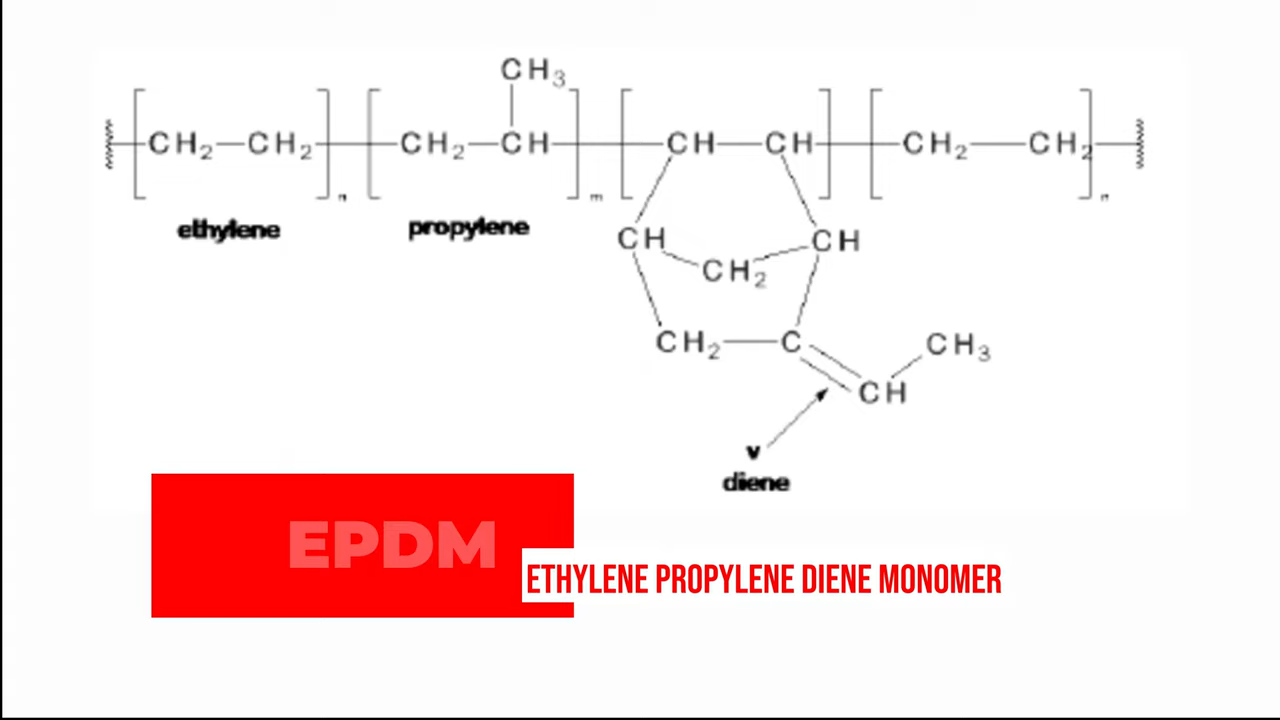 CH3
CH2 CH2 n CH2 CH m CH CH CH2 CH2 n
ethylene propylene
CH CH
CH2
CH2 C CH3
CH
v
diene
EPDM
ETHYLENE PROPYLENE DIENE MONOMER